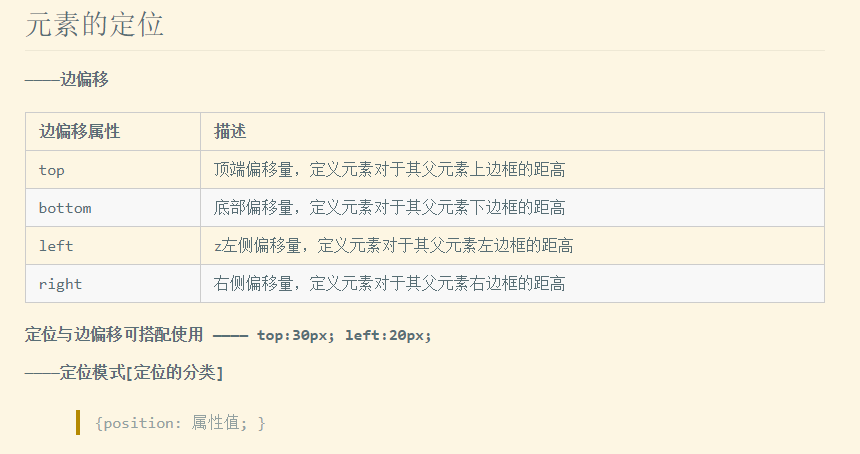 元素的定位
————边偏移
边偏移属性 描述
top 顶端偏移量，定义元素对于其父元素上边框的距高
bottom 底部偏移量，定义元素对于其父元素下边框的距高
left z左侧偏移量，定义元素对于其父元素左边框的距高
right 右侧偏移量，定义元素对于其父元素右边框的距高
定位与边偏移可搭配使用 ———— top:30px; left:20px;
————定位模式[定位的分类]
{position: 属性值; }